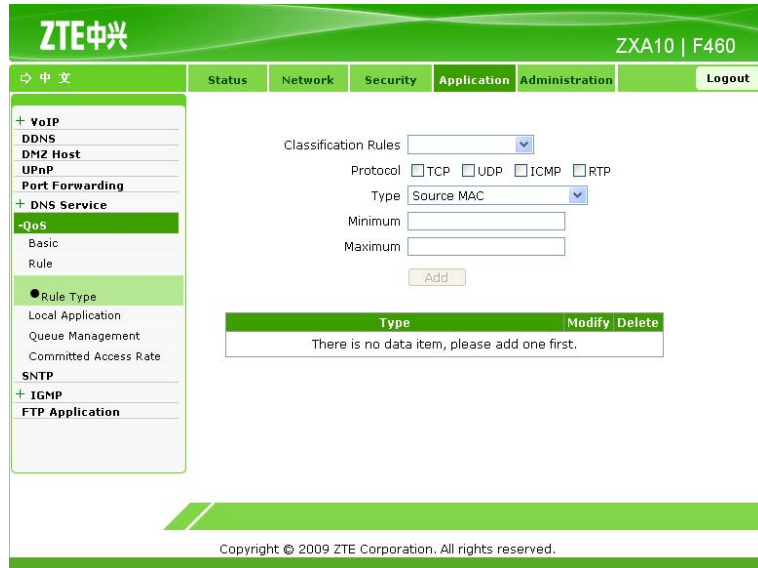 ZTE中兴
ZXA10 | F460
中文
Status Network Security Application Administration Logout
+ VoIP
DDNS
DMZ Host
UPnP
Port Forwarding
+ DNS Service
-QoS
Basic
Rule
Rule Type
Local Application
Queue Management
Committed Access Rate
SNTP
+ IGMP
FTP Application
Classification Rules
Protocol TCP UDP ICMP RTP
Type Source MAC
Minimum
Maximum
Add
Type Modify Delete
There is no data item, please add one first.
Copyright © 2009 ZTE Corporation. All rights reserved.